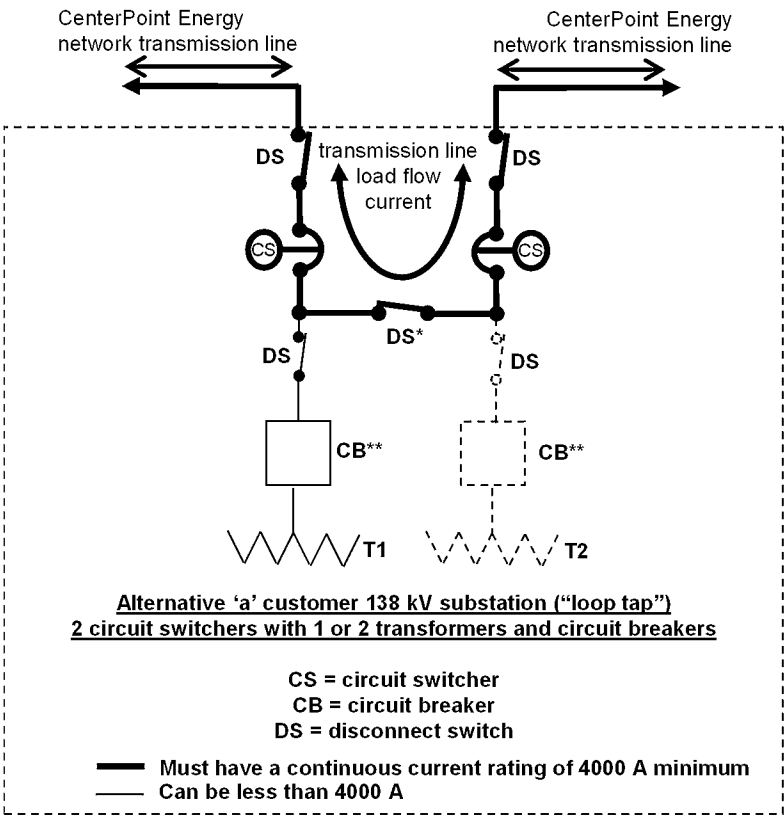 CenterPoint Energy
network transmission line
CenterPoint Energy
network transmission line
DS
transmission line
load flow
current
DS
CS
CS
DS*
DS
DS
CB**
CB**
T1
T2
Alternative ‘a’ customer 138 kV substation (“loop tap”)
2 circuit switchers with 1 or 2 transformers and circuit breakers
CS = circuit switcher
CB = circuit breaker
DS = disconnect switch
Must have a continuous current rating of 4000 A minimum
Can be less than 4000 A